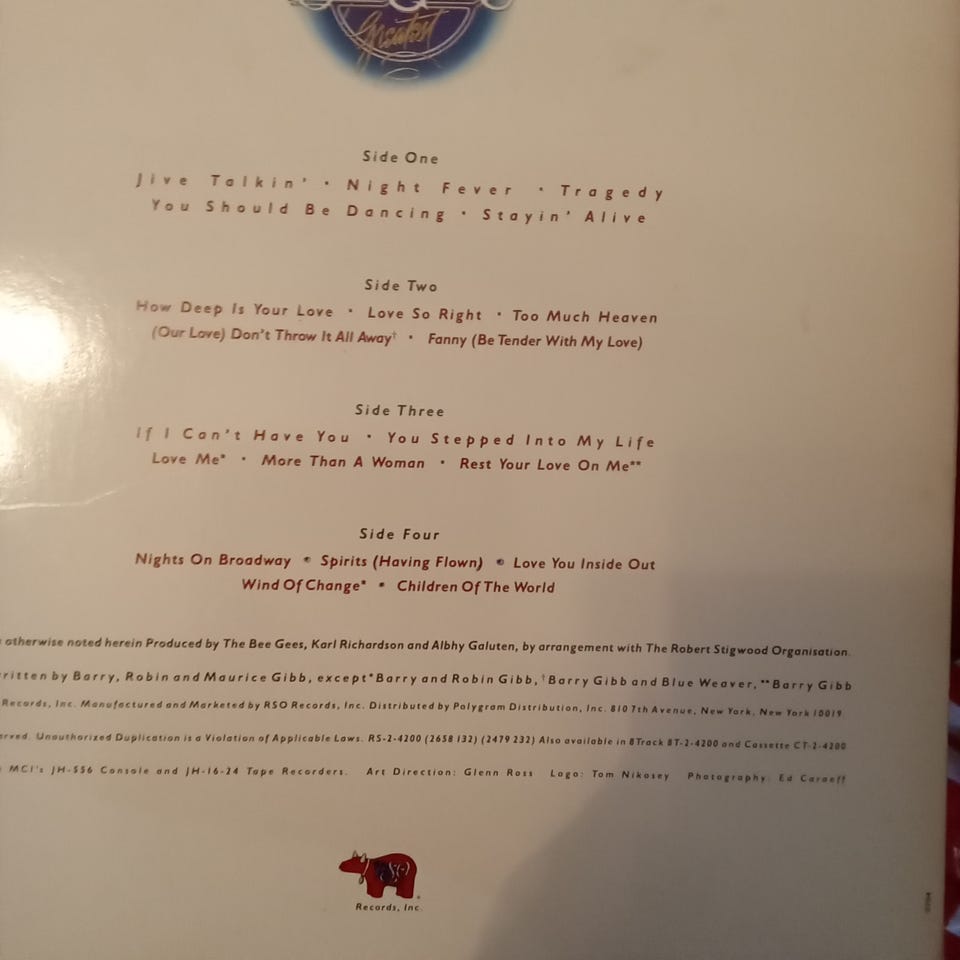 Greatest
Side One
Jive Talkin' • Night Fever • Tragedy
You Should Be Dancing • Stayin' Alive
Side Two
How Deep Is Your Love • Love So Right • Too Much Heaven
(Our Love) Don't Throw It All Away† • Fanny (Be Tender With My Love)
Side Three
If I Can't Have You • You Stepped Into My Life
Love Me* • More Than A Woman • Rest Your Love On Me**
Side Four
Nights On Broadway • Spirits (Having Flown) • Love You Inside Out
Wind Of Change* • Children Of The World
otherwise noted herein Produced by The Bee Gees, Karl Richardson and Albhy Galuten, by arrangement with The Robert Stigwood Organisation.
ritten by Barry, Robin and Maurice Gibb, except *Barry and Robin Gibb, †Barry Gibb and Blue Weaver, **Barry Gibb
Records, Inc. Manufactured and Marketed by RSO Records, Inc. Distributed by Polygram Distribution, Inc. 810 7th Avenue, New York, New York 10019
rved. Unauthorized Duplication is a Violation of Applicable Laws. RS-2-4200 (2658 132) (2479 232) Also available in 8Track 8T-2-4200 and Cassette CT-2-4200
MCI's JH-556 Console and JH-16-24 Tape Recorders. Art Direction: Glenn Ross Logo: Tom Nikosey Photography: Ed Caraeff
RSO
Records, Inc.